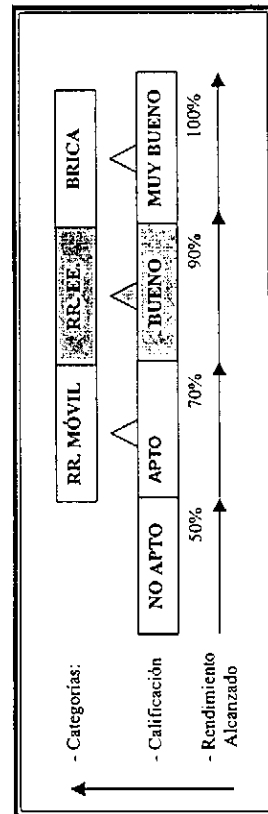 - Categorías: RR. MÓVIL RR. EE. BRICA
- Calificación NO APTO APTO BUENO MUY BUENO
- Rendimiento 50% 70% 90% 100%
Alcanzado